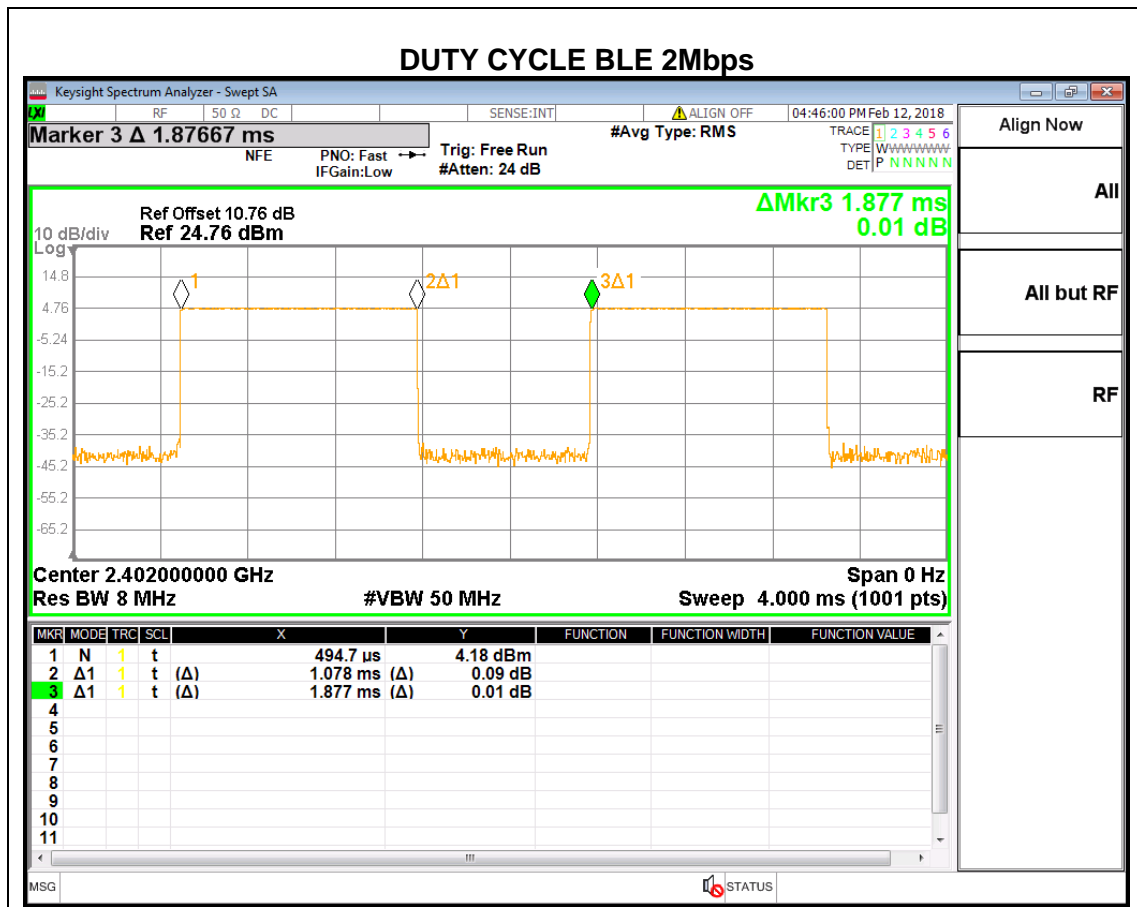 DUTY CYCLE BLE 2Mbps
Keysight Spectrum Analyzer - Swept SA
LXI RF 50 Ω DC SENSE:INT ALIGN OFF 04:46:00 PM Feb 12, 2018
Marker 3 Δ 1.87667 ms
#Avg Type: RMS
TRACE 1 2 3 4 5 6
TYPE WWWWWW
DET P N N N N N
NFE
PNO: Fast
IFGain:Low
Trig: Free Run
#Atten: 24 dB
Align Now
All
All but RF
RF
ΔMkr3 1.877 ms
0.01 dB
Ref Offset 10.76 dB
10 dB/div Ref 24.76 dBm
Log
14.8
4.76
-5.24
-15.2
-25.2
-35.2
-45.2
-55.2
-65.2
1
2Δ1
3Δ1
Center 2.402000000 GHz Span 0 Hz
Res BW 8 MHz #VBW 50 MHz Sweep 4.000 ms (1001 pts)
MKR MODE TRC SCL X Y FUNCTION FUNCTION WIDTH FUNCTION VALUE
1 N 1 t 494.7 µs 4.18 dBm
2 Δ1 1 t (Δ) 1.078 ms (Δ) 0.09 dB
3 Δ1 1 t (Δ) 1.877 ms (Δ) 0.01 dB
4
5
6
7
8
9
10
11
MSG STATUS